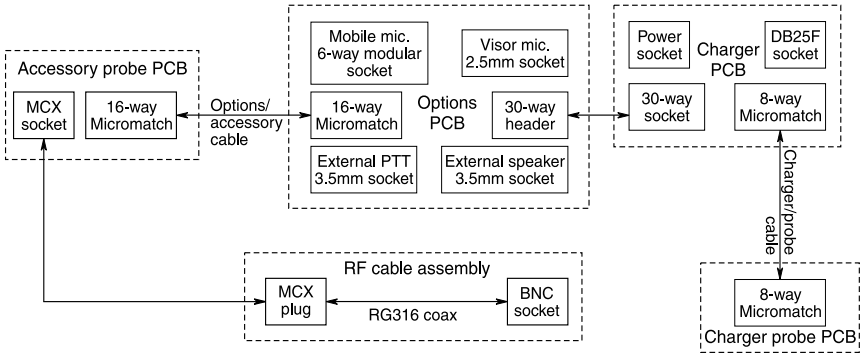 Accessory probe PCB
MCX
socket
16-way
Micromatch
Options/
accessory
cable
Mobile mic.
6-way modular
socket
Visor mic.
2.5mm socket
16-way
Micromatch
Options
PCB
30-way
header
External PTT
3.5mm socket
External speaker
3.5mm socket
Power
socket
Charger
PCB
DB25F
socket
30-way
socket
8-way
Micromatch
Charger/probe
cable
RF cable assembly
MCX
plug
RG316 coax
BNC
socket
8-way
Micromatch
Charger probe PCB